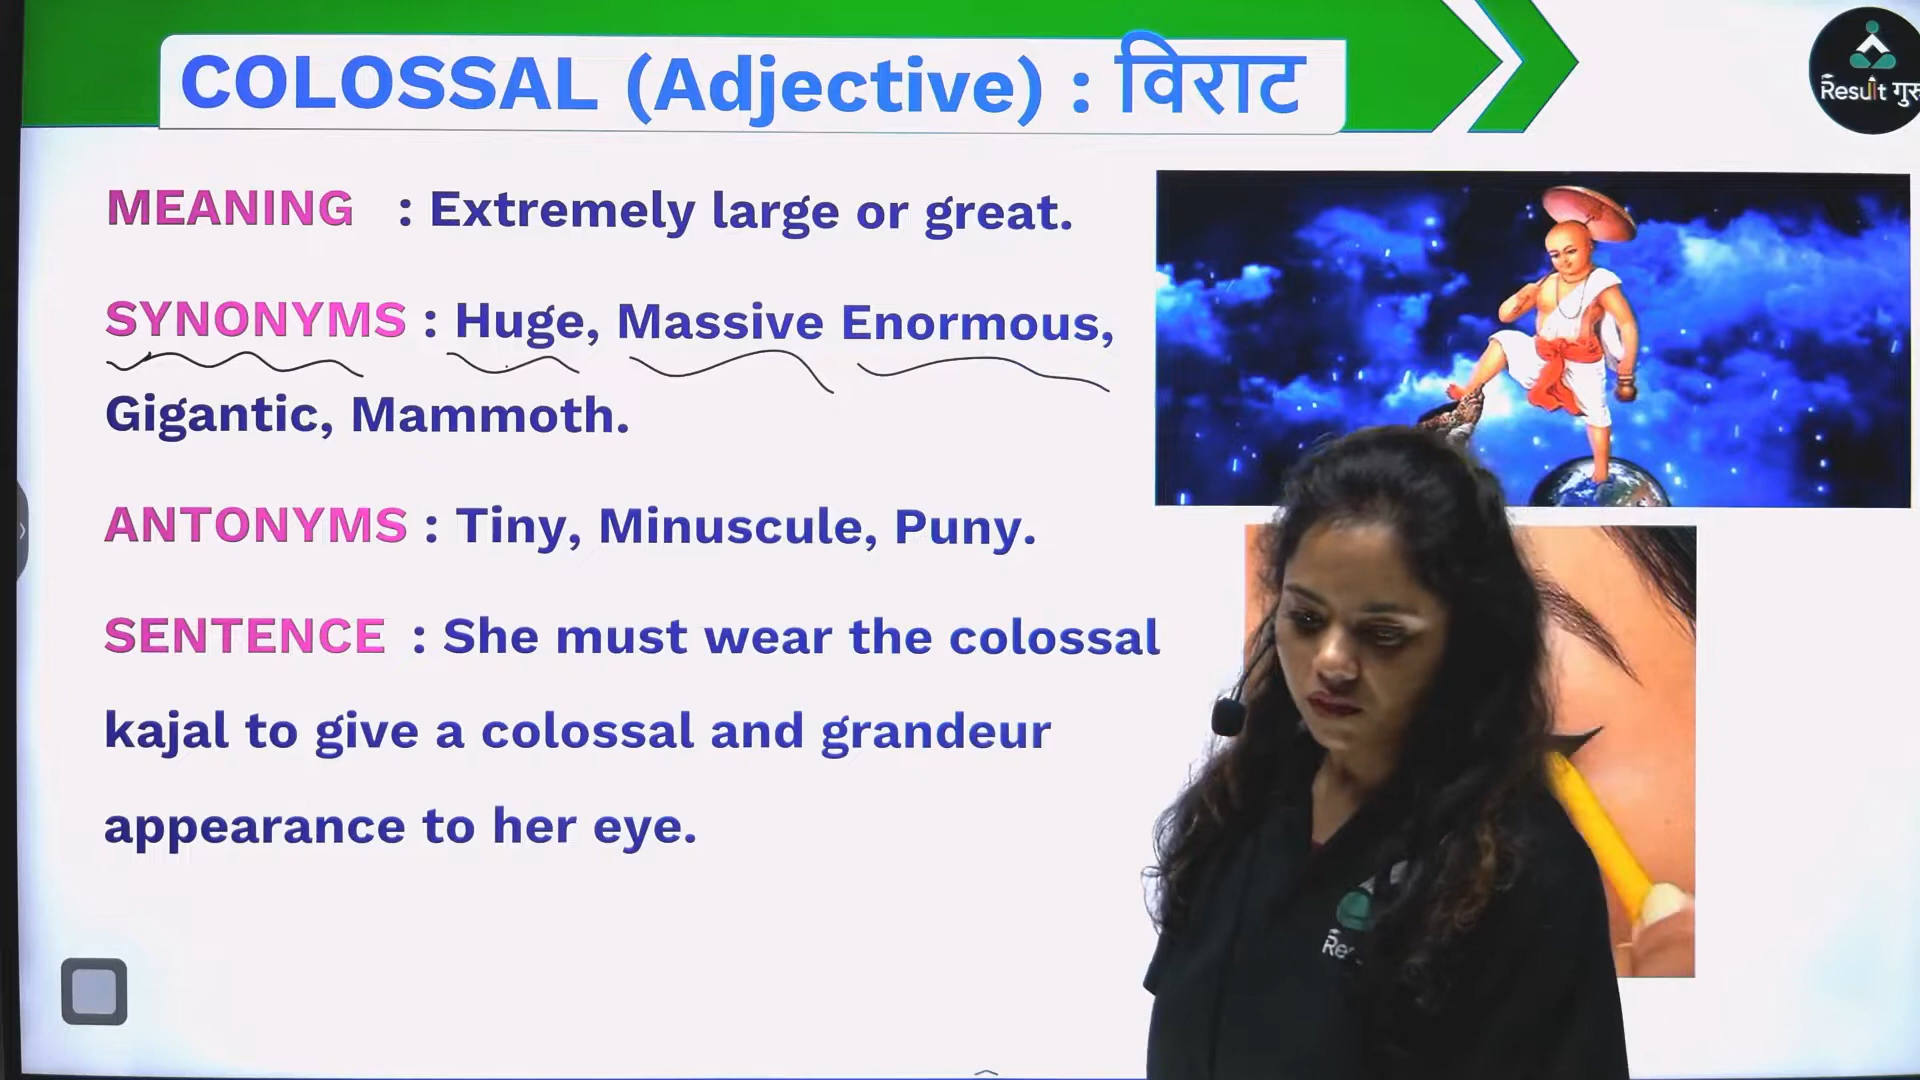 COLOSSAL (Adjective) : विराट
Result गुरु
MEANING : Extremely large or great.
SYNONYMS : Huge, Massive Enormous,
Gigantic, Mammoth.
ANTONYMS : Tiny, Minuscule, Puny.
SENTENCE : She must wear the colossal
kajal to give a colossal and grandeur
appearance to her eye.